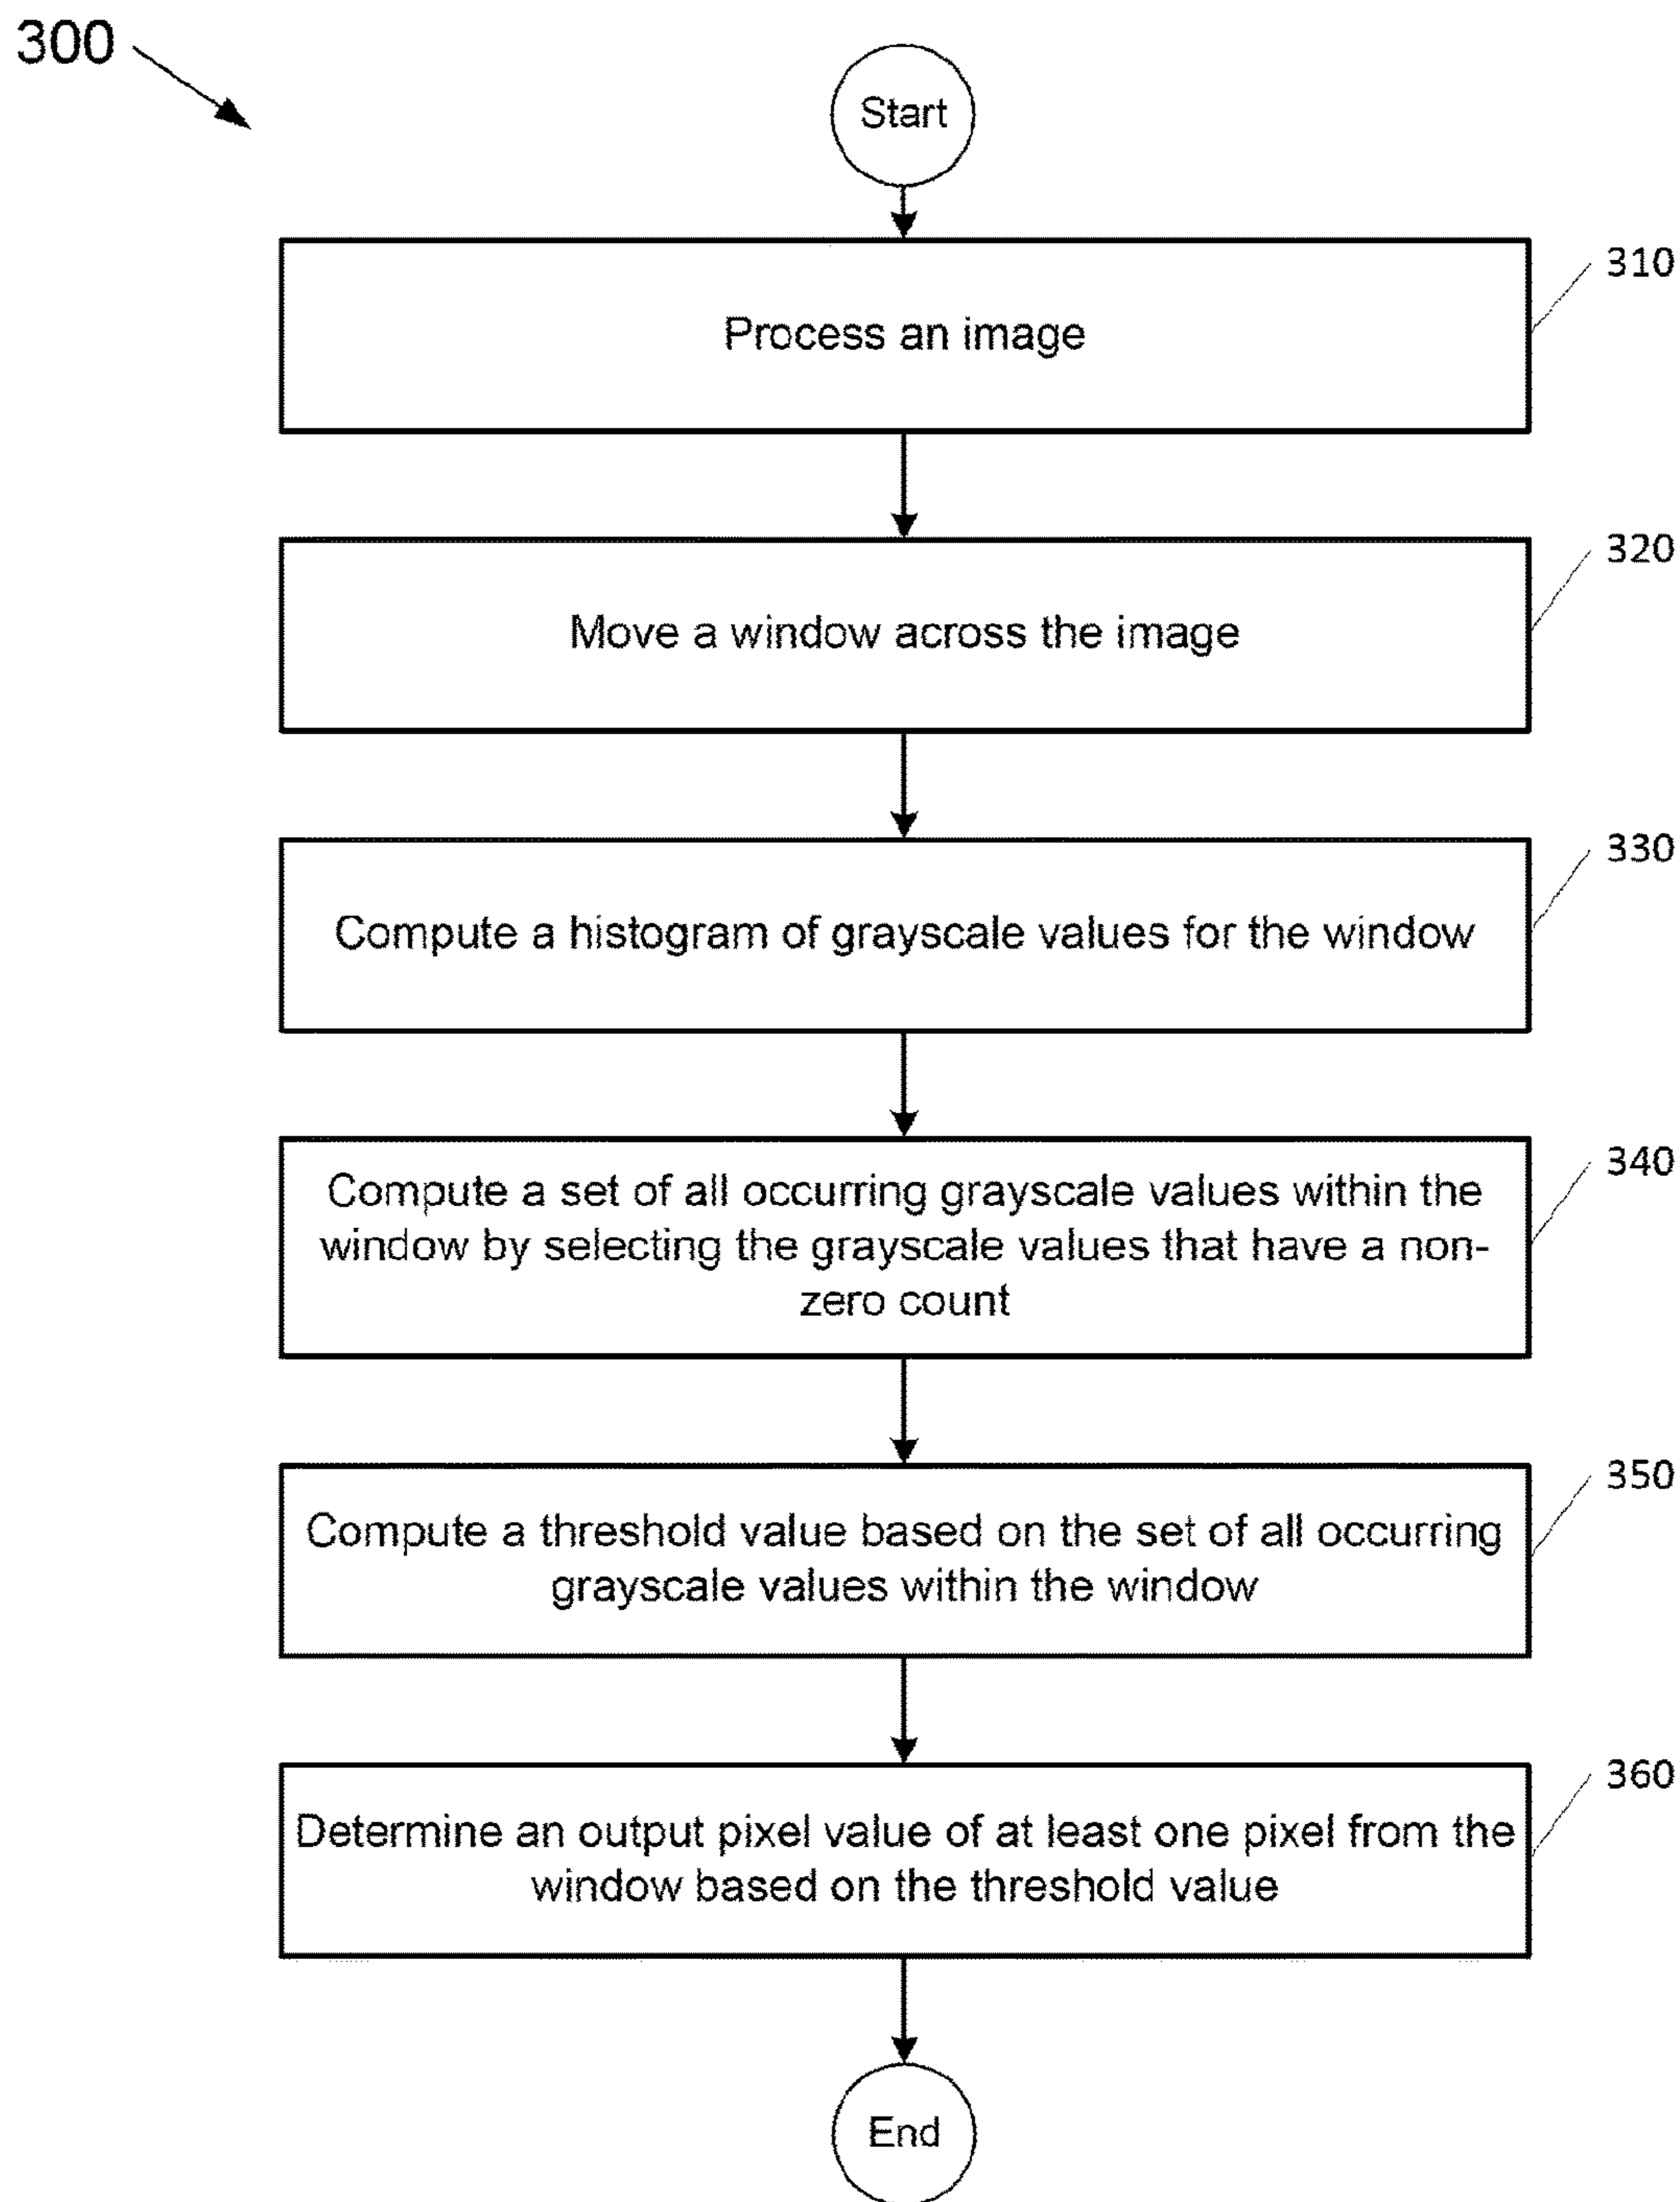 300
Start
Process an image
310
Move a window across the image
320
Compute a histogram of grayscale values for the window
330
Compute a set of all occurring grayscale values within the
window by selecting the grayscale values that have a non-
zero count
340
Compute a threshold value based on the set of all occurring
grayscale values within the window
350
Determine an output pixel value of at least one pixel from the
window based on the threshold value
360
End